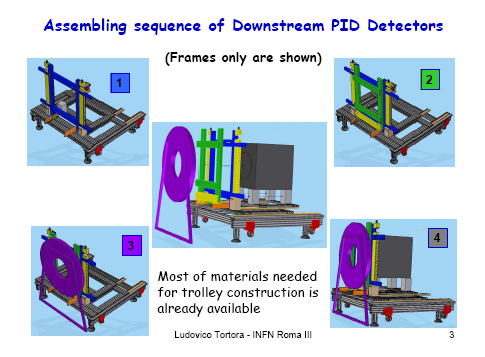 Assembling sequence of Downstream PID Detectors
(Frames only are shown)
1
2
3
4
Most of materials needed
for trolley construction is
already available
Ludovico Tortora - INFN Roma III
3